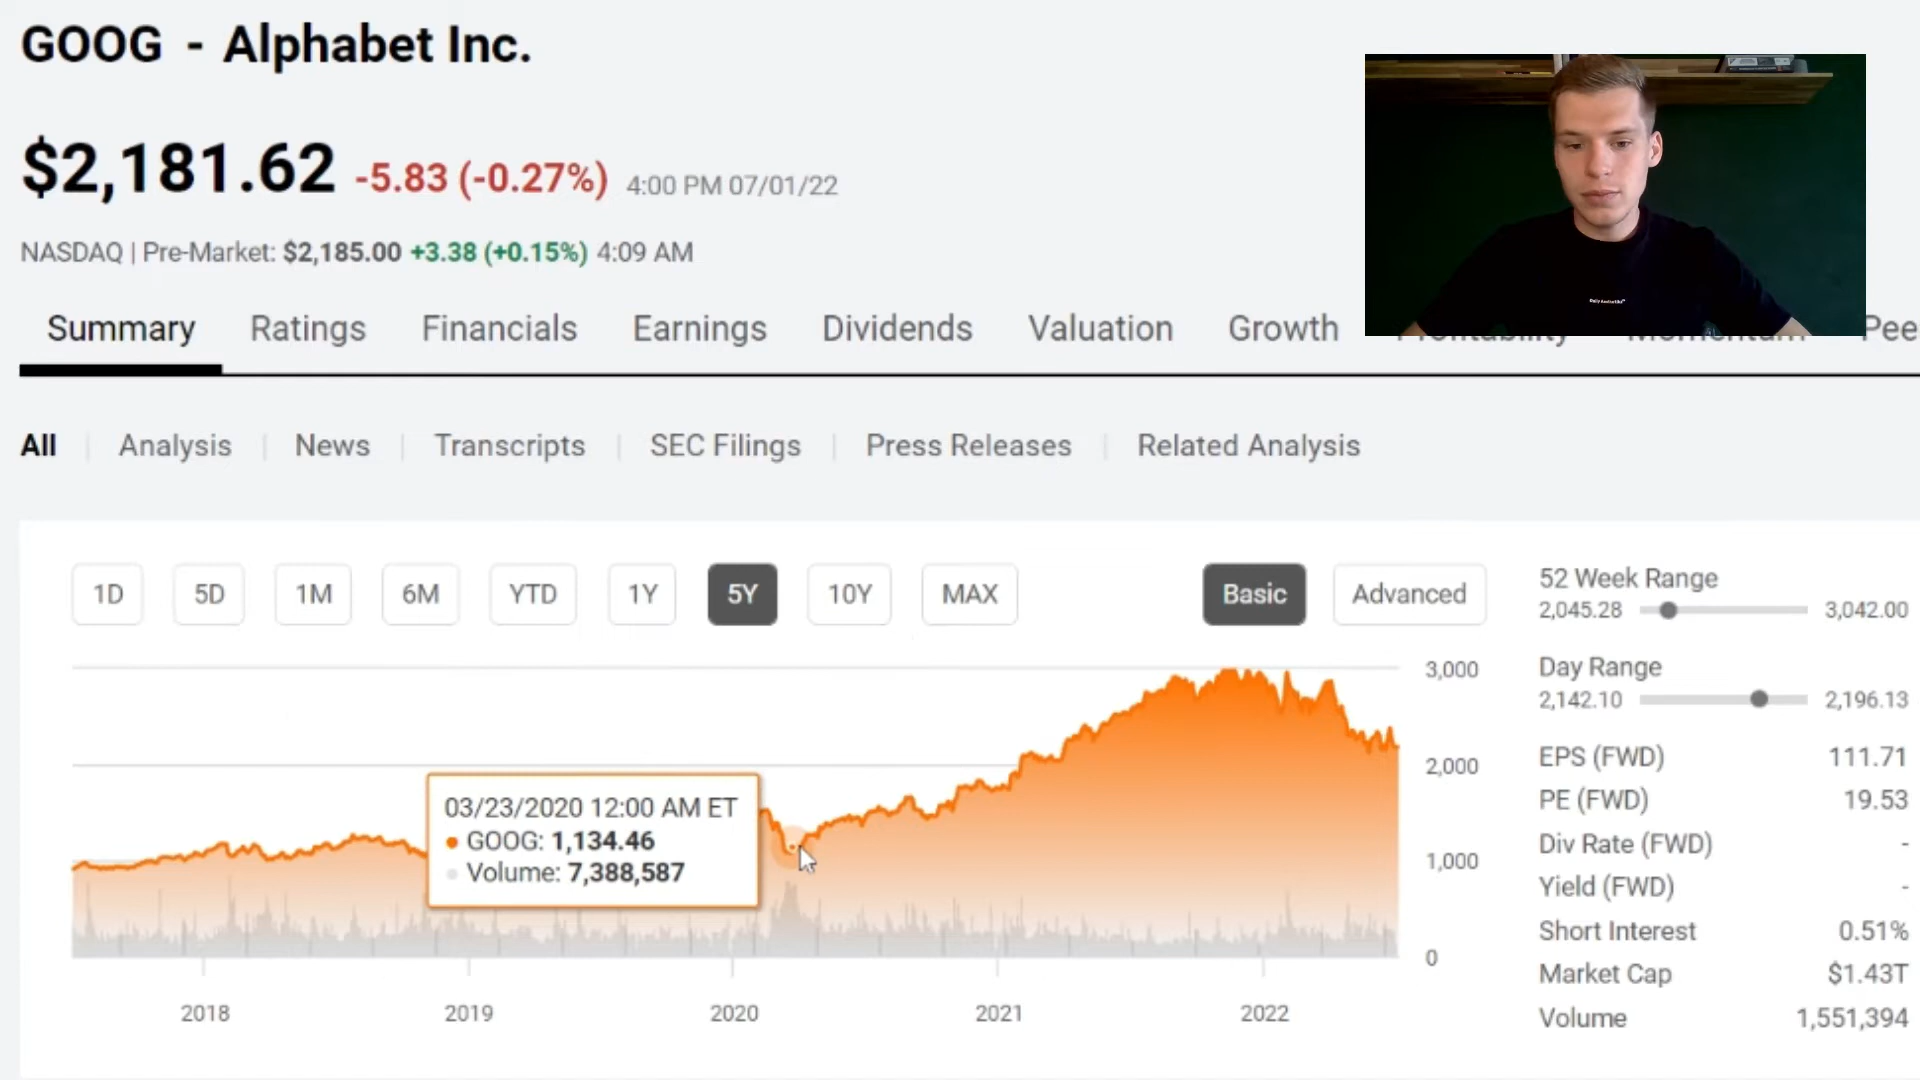 GOOG - Alphabet Inc.
$2,181.62 -5.83 (-0.27%) 4:00 PM 07/01/22
NASDAQ | Pre-Market: $2,185.00 +3.38 (+0.15%) 4:09 AM
Summary Ratings Financials Earnings Dividends Valuation Growth Profitability Momentum Pee
All | Analysis | News | Transcripts | SEC Filings | Press Releases | Related Analysis
1D 5D 1M 6M YTD 1Y 5Y 10Y MAX Basic Advanced
3,000
2,000
1,000
0
03/23/2020 12:00 AM ET
GOOG: 1,134.46
Volume: 7,388,587
2018 2019 2020 2021 2022
52 Week Range
2,045.28 3,042.00
Day Range
2,142.10 2,196.13
EPS (FWD) 111.71
PE (FWD) 19.53
Div Rate (FWD) -
Yield (FWD) -
Short Interest 0.51%
Market Cap $1.43T
Volume 1,551,394